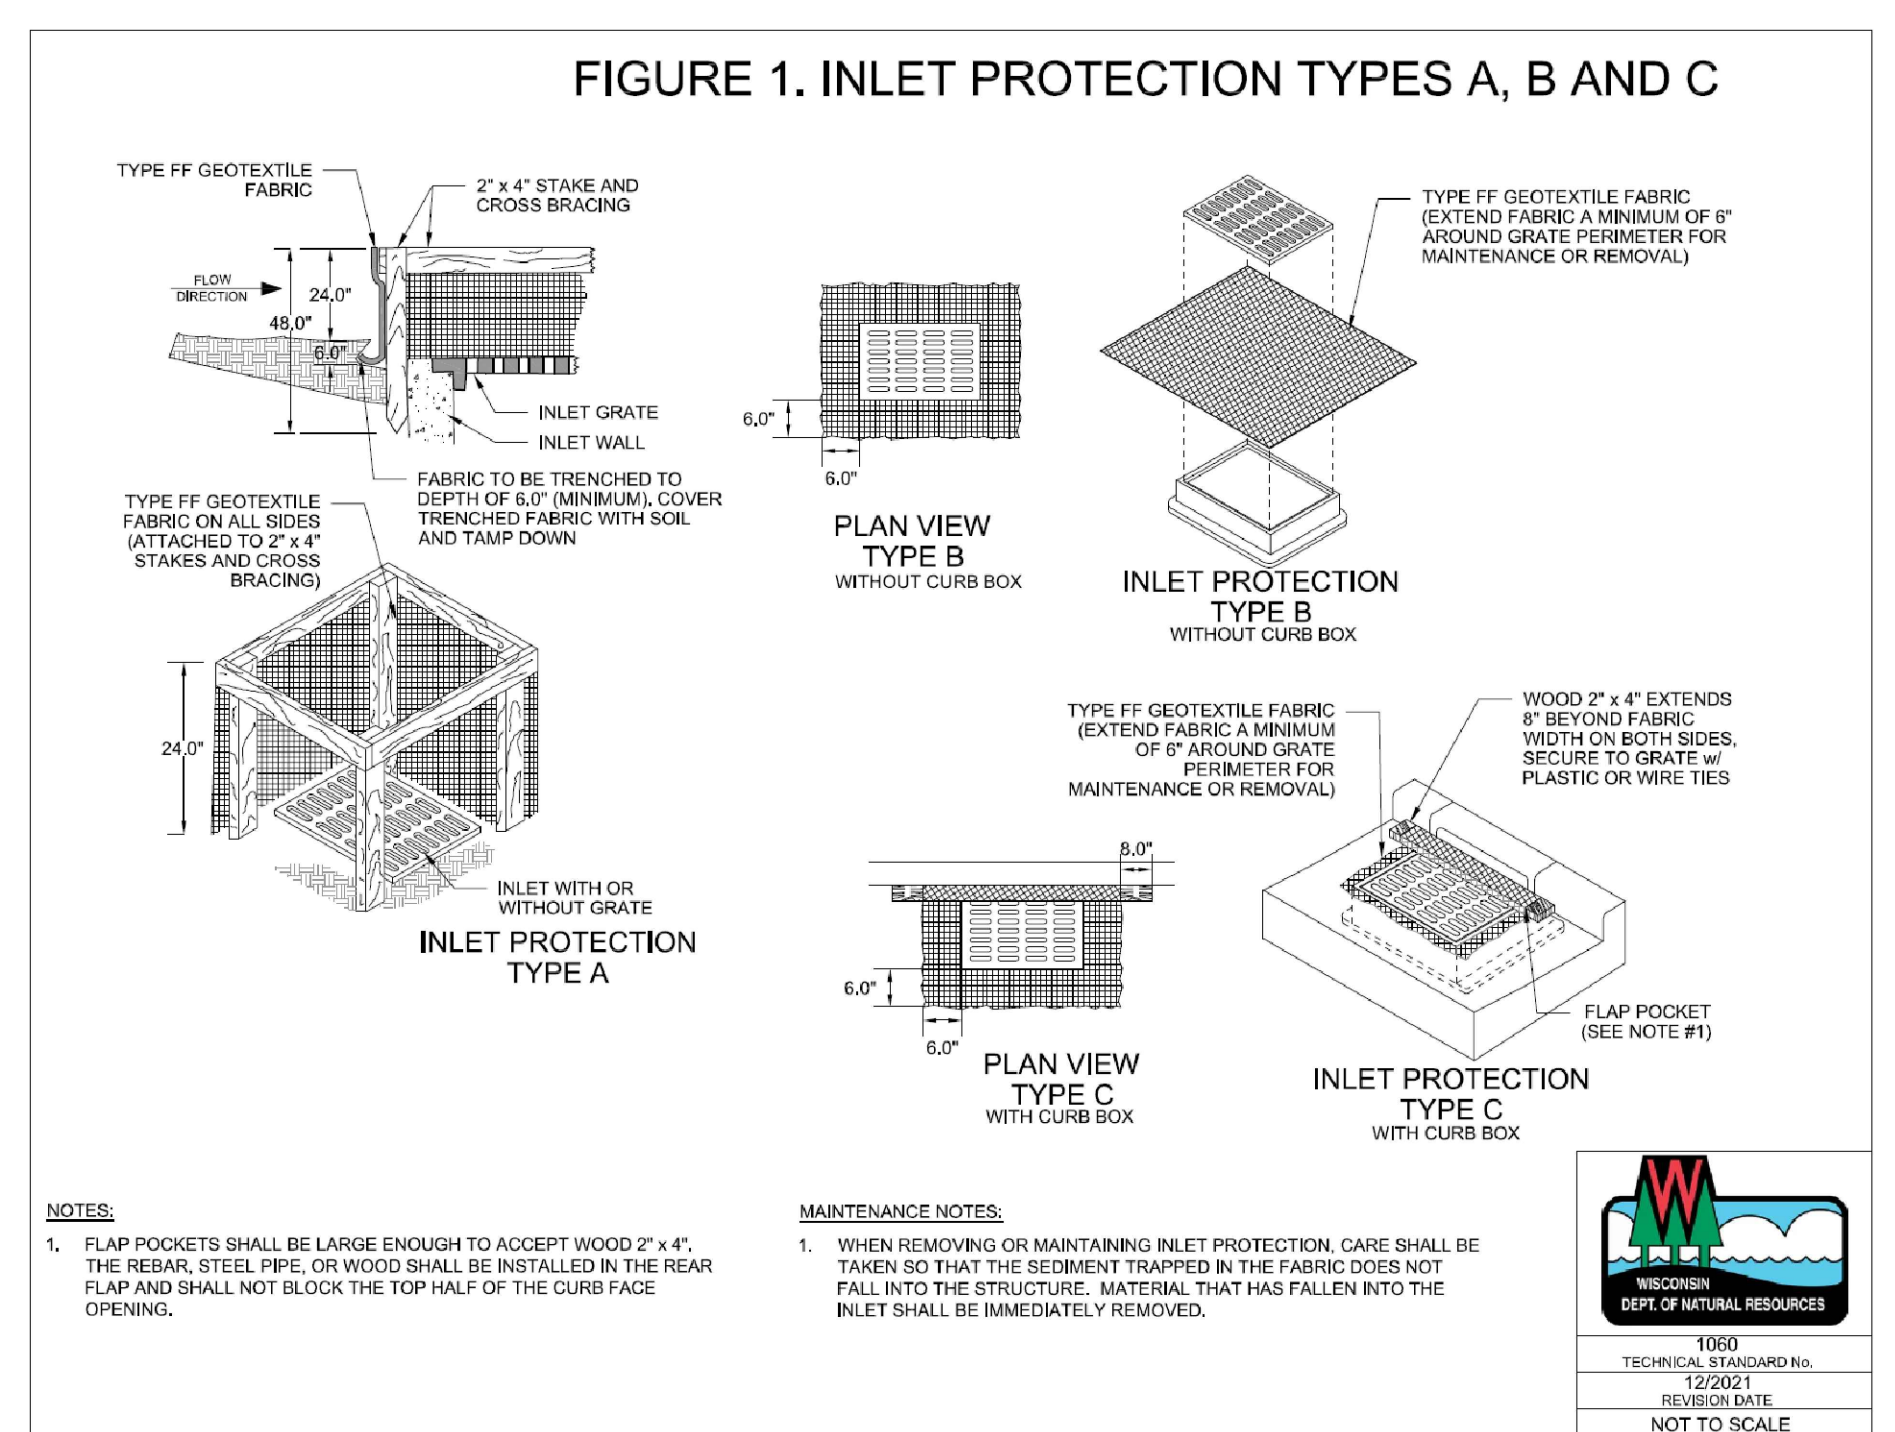 FIGURE 1. INLET PROTECTION TYPES A, B AND C
TYPE FF GEOTEXTILE
FABRIC
2" x 4" STAKE AND
CROSS BRACING
FLOW
DIRECTION
24.0"
48.0"
6.0"
INLET GRATE
INLET WALL
FABRIC TO BE TRENCHED TO
DEPTH OF 6.0" (MINIMUM). COVER
TRENCHED FABRIC WITH SOIL
AND TAMP DOWN
TYPE FF GEOTEXTILE
FABRIC ON ALL SIDES
(ATTACHED TO 2" x 4"
STAKES AND CROSS
BRACING)
24.0"
INLET WITH OR
WITHOUT GRATE
INLET PROTECTION
TYPE A
6.0"
6.0"
PLAN VIEW
TYPE B
WITHOUT CURB BOX
TYPE FF GEOTEXTILE FABRIC
(EXTEND FABRIC A MINIMUM OF 6"
AROUND GRATE PERIMETER FOR
MAINTENANCE OR REMOVAL)
INLET PROTECTION
TYPE B
WITHOUT CURB BOX
TYPE FF GEOTEXTILE FABRIC
(EXTEND FABRIC A MINIMUM
OF 6" AROUND GRATE
PERIMETER FOR
MAINTENANCE OR REMOVAL)
WOOD 2" x 4" EXTENDS
8" BEYOND FABRIC
WIDTH ON BOTH SIDES,
SECURE TO GRATE w/
PLASTIC OR WIRE TIES
8.0"
6.0"
6.0"
PLAN VIEW
TYPE C
WITH CURB BOX
FLAP POCKET
(SEE NOTE #1)
INLET PROTECTION
TYPE C
WITH CURB BOX
NOTES:
1. FLAP POCKETS SHALL BE LARGE ENOUGH TO ACCEPT WOOD 2" x 4".
THE REBAR, STEEL PIPE, OR WOOD SHALL BE INSTALLED IN THE REAR
FLAP AND SHALL NOT BLOCK THE TOP HALF OF THE CURB FACE
OPENING.
MAINTENANCE NOTES:
1. WHEN REMOVING OR MAINTAINING INLET PROTECTION, CARE SHALL BE
TAKEN SO THAT THE SEDIMENT TRAPPED IN THE FABRIC DOES NOT
FALL INTO THE STRUCTURE. MATERIAL THAT HAS FALLEN INTO THE
INLET SHALL BE IMMEDIATELY REMOVED.
W
WISCONSIN
DEPT. OF NATURAL RESOURCES
1060
TECHNICAL STANDARD No.
12/2021
REVISION DATE
NOT TO SCALE